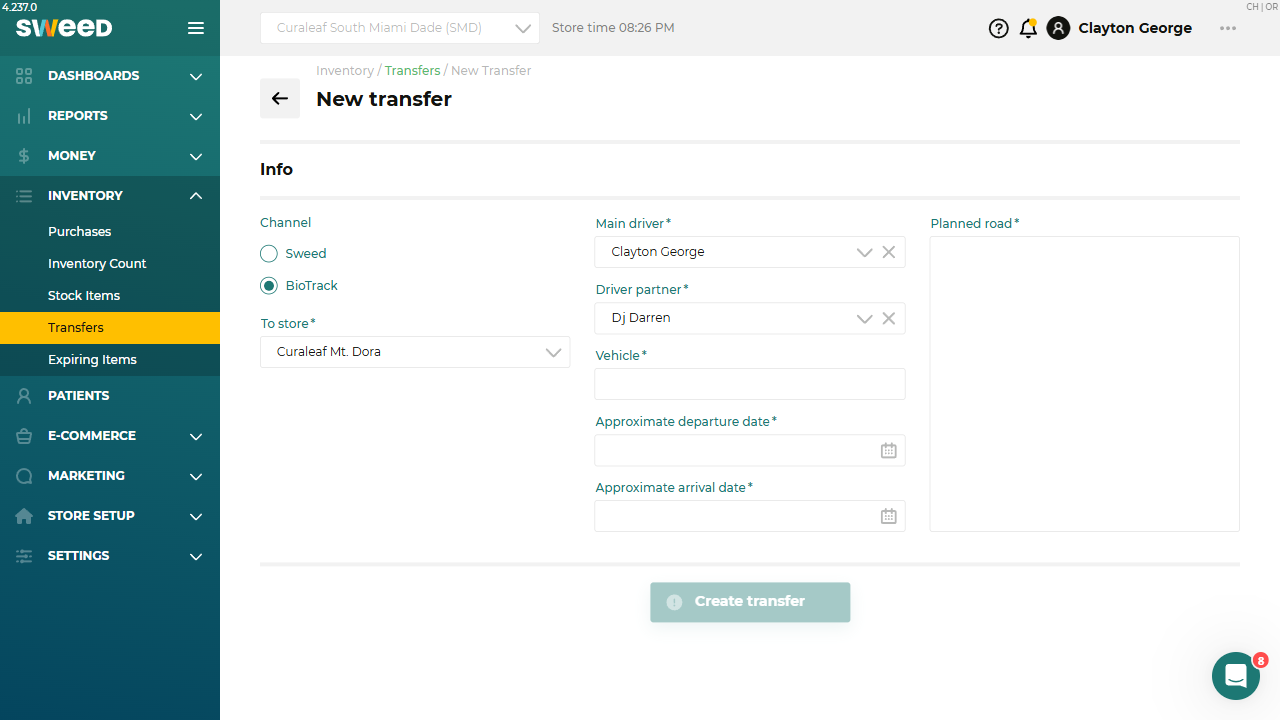 4.237.0
sweed
DASHBOARDS
REPORTS
MONEY
INVENTORY
Purchases
Inventory Count
Stock Items
Transfers
Expiring Items
PATIENTS
E-COMMERCE
MARKETING
STORE SETUP
SETTINGS
Curaleaf South Miami Dade (SMD)
Store time 08:26 PM
Clayton George
CH | OR
Inventory / Transfers / New Transfer
New transfer
Info
Channel
Sweed
BioTrack
To store*
Curaleaf Mt. Dora
Main driver*
Clayton George
Driver partner*
Dj Darren
Vehicle*
Approximate departure date*
Approximate arrival date*
Planned road*
Create transfer
8